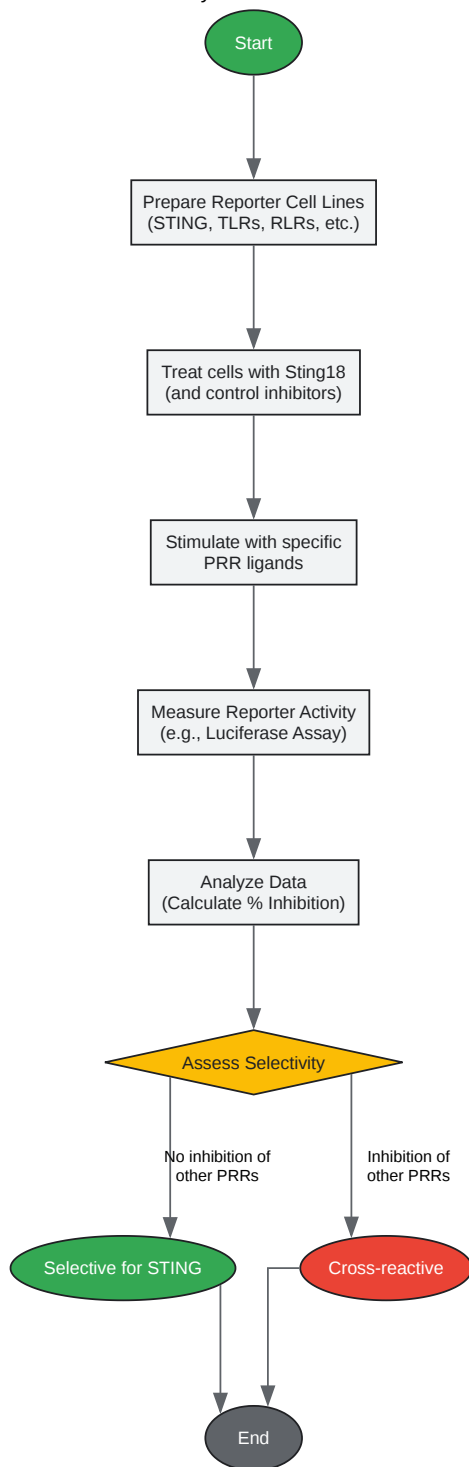 Start
Prepare Reporter Cell Lines
(STING, TLRs, RLRs, etc.)
Treat cells with Sting18
(and control inhibitors)
Stimulate with specific
PRR ligands
Measure Reporter Activity
(e.g., Luciferase Assay)
Analyze Data
(Calculate % Inhibition)
Assess Selectivity
No inhibition of
other PRRs
Inhibition of
other PRRs
Selective for STING
Cross-reactive
End